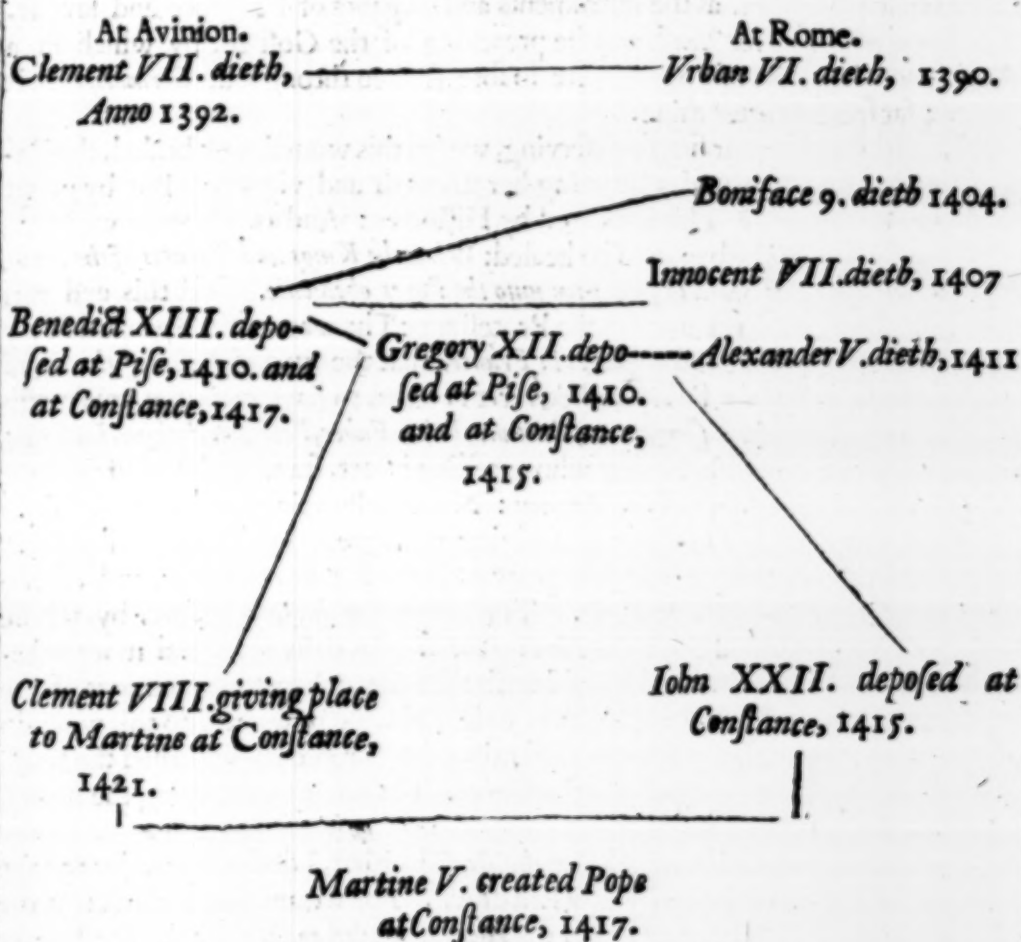 At Avinion.
Clement VII. dieth,
Anno 1392.
At Rome.
Vrban VI. dieth, 1390.
Boniface 9. dieth 1404.
Innocent VII. dieth, 1407
Benedict XIII. depo-
ſed at Piſe, 1410. and
at Conſtance, 1417.
Gregory XII. depo-
ſed at Piſe, 1410.
and at Conſtance,
1415.
Alexander V. dieth, 1411
Clement VIII. giving place
to Martine at Conſtance,
1421.
Iohn XXII. depoſed at
Conſtance, 1415.
Martine V. created Pope
at Conſtance, 1417.